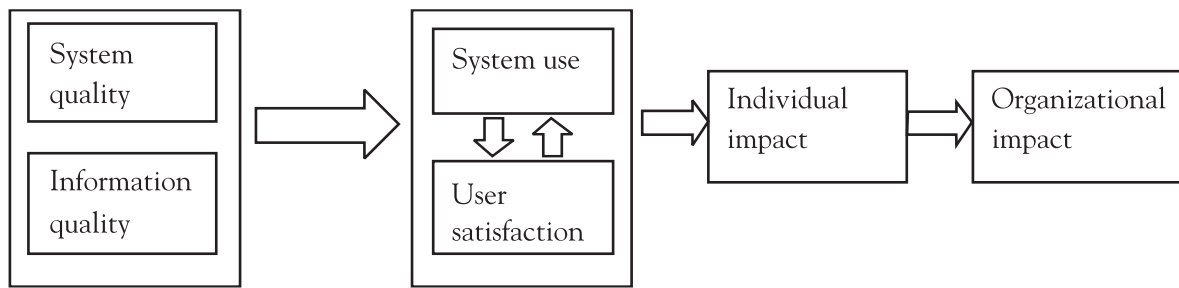 System
quality
Information
quality
System use
User
satisfaction
Individual
impact
Organizational
impact